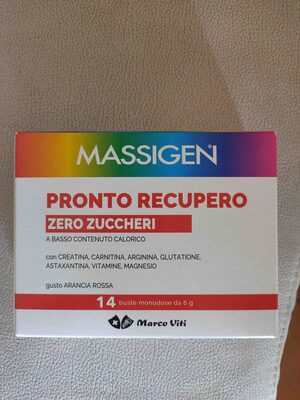 MASSIGEN
PRONTO RECUPERO
ZERO ZUCCHERI
A BASSO CONTENUTO CALORICO
con CREATINA, CARNITINA, ARGININA, GLUTATIONE,
ASTAXANTINA, VITAMINE, MAGNESIO
gusto ARANCIA ROSSA
14 buste monodose da 6 g
Marco Viti